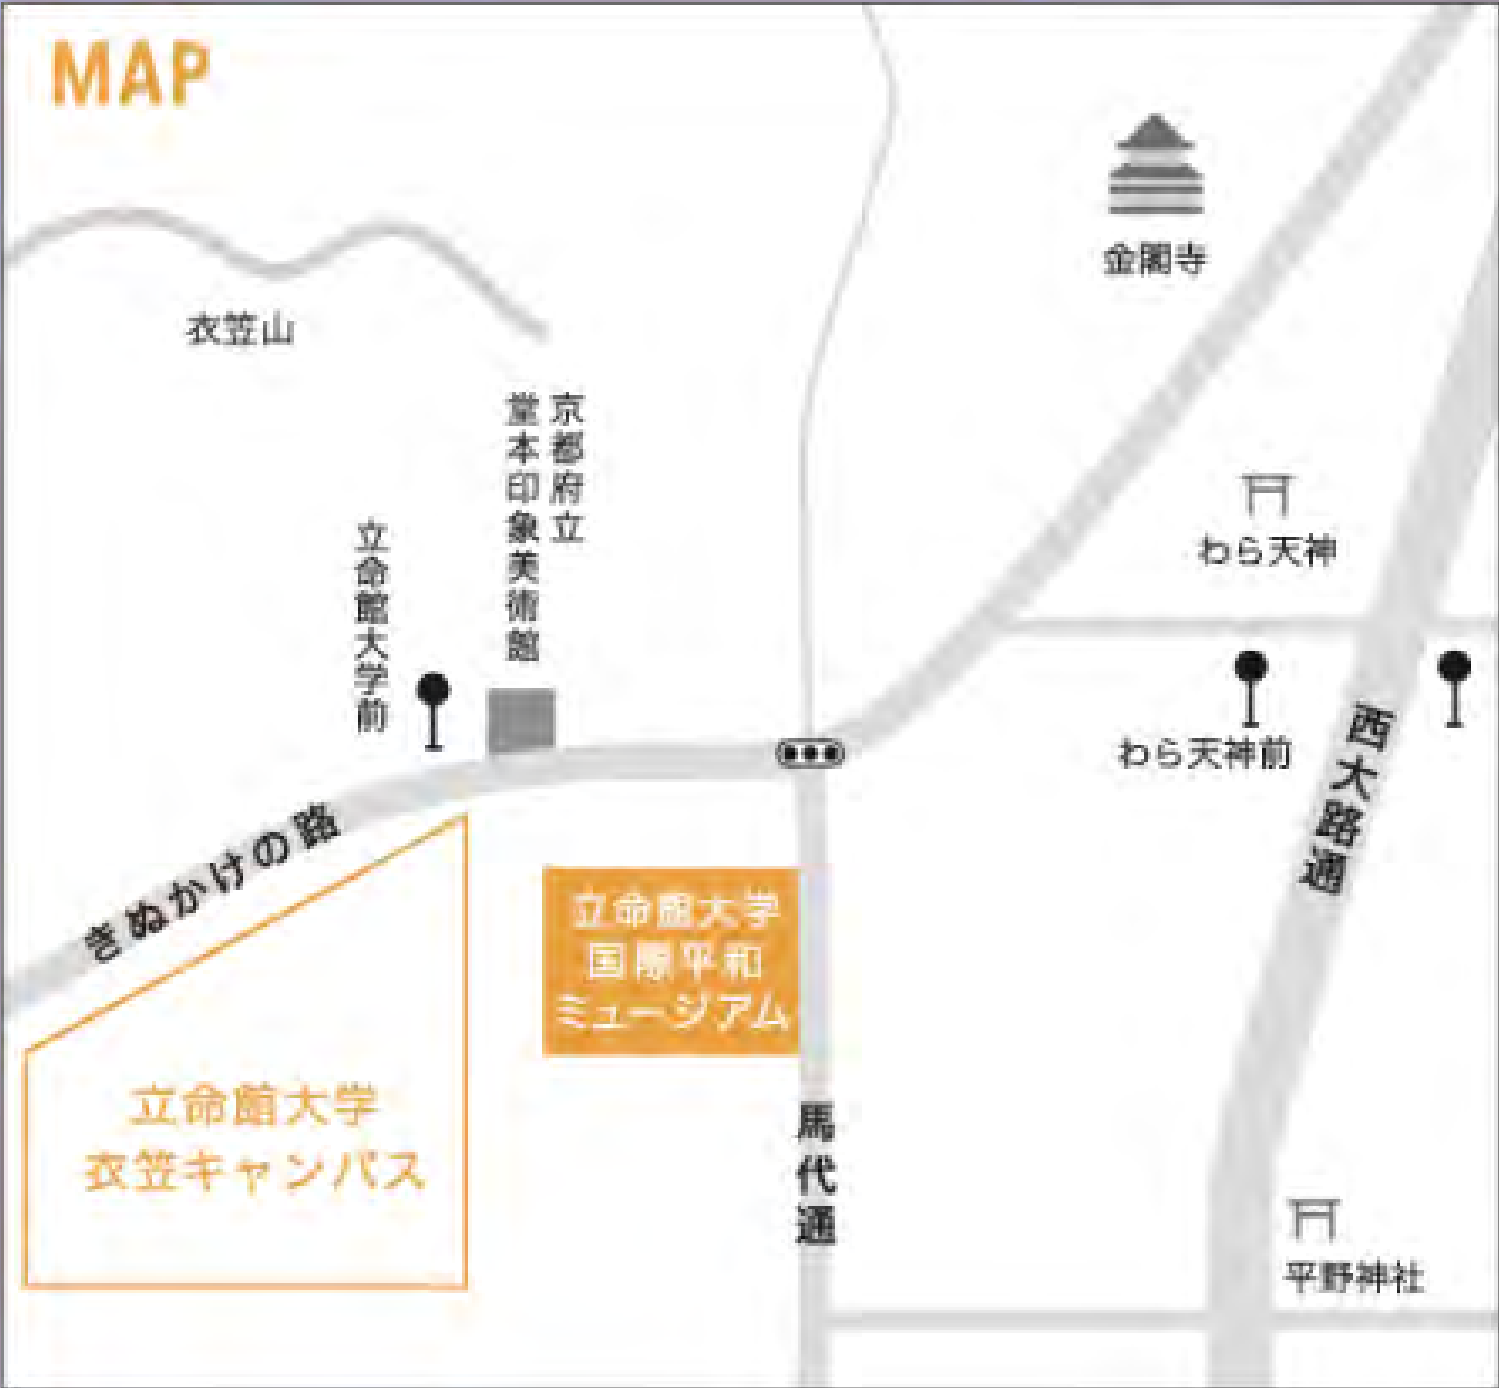 MAP
金閣寺
衣笠山
京都府立
堂本印象美術館
わら天神
立命館大学前
わら天神前
西大路通
きぬかけの路
立命館大学
国際平和
ミュージアム
立命館大学
衣笠キャンパス
馬代通
平野神社